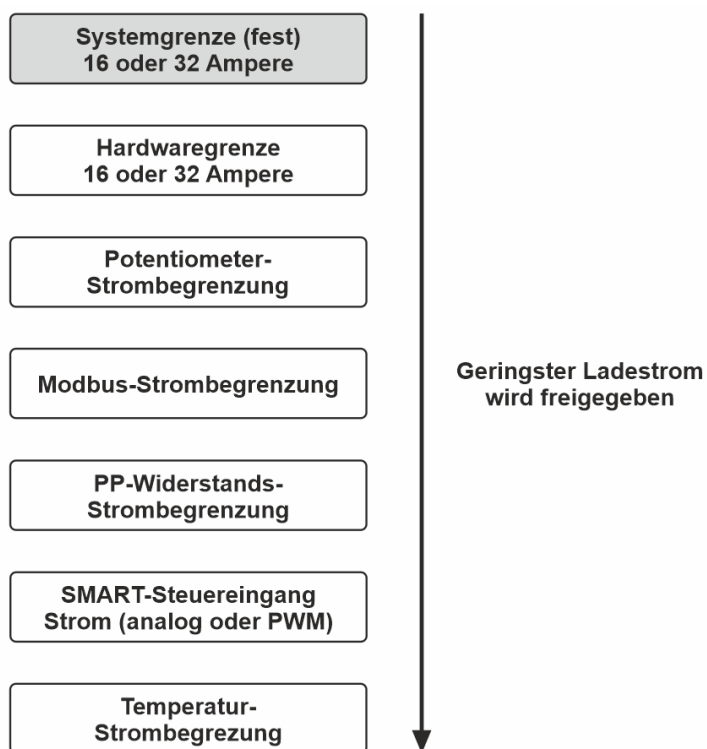 Systemgrenze (fest)
16 oder 32 Ampere
Hardwaregrenze
16 oder 32 Ampere
Potentiometer-
Strombegrenzung
Modbus-Strombegrenzung
PP-Widerstands-
Strombegrenzung
SMART-Steuereingang
Strom (analog oder PWM)
Temperatur-
Strombegrezung
Geringster Ladestrom
wird freigegeben